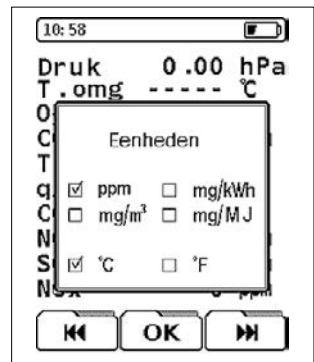 10:58
Druk 0.00 hPa
T.omg ----- °C
Eenheden
☑ ppm ☐ mg/kWh
☐ mg/m³ ☐ mg/MJ
☑ °C ☐ °F
OK